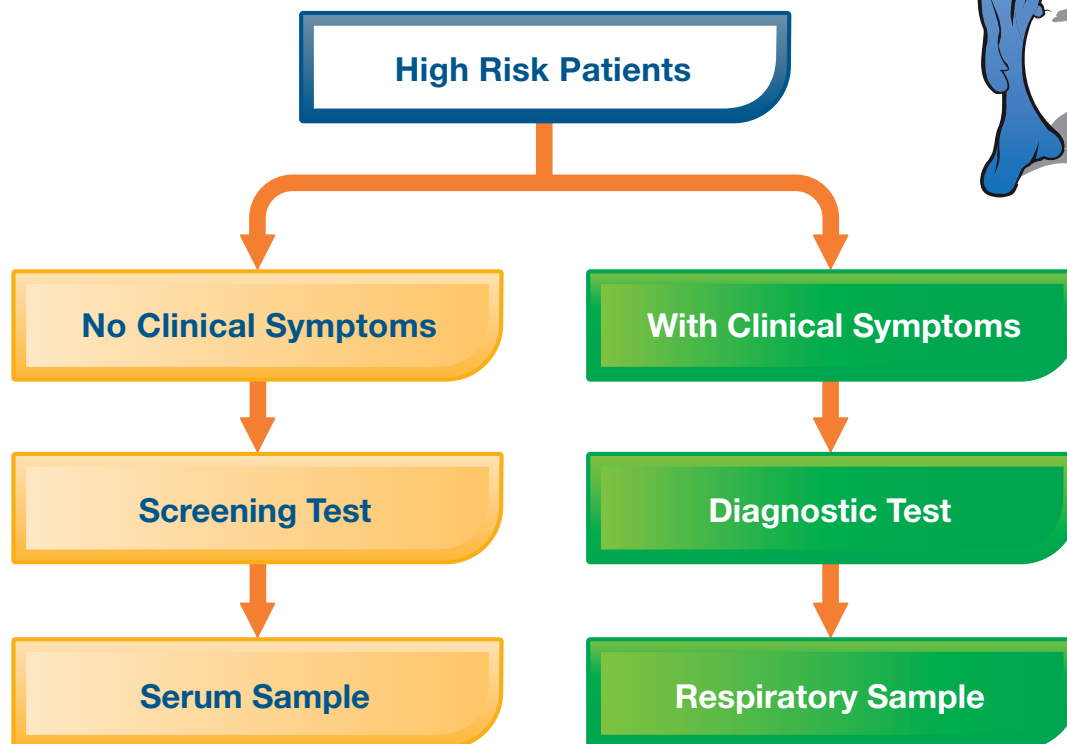 High Risk Patients
No Clinical Symptoms
With Clinical Symptoms
Screening Test
Diagnostic Test
Serum Sample
Respiratory Sample